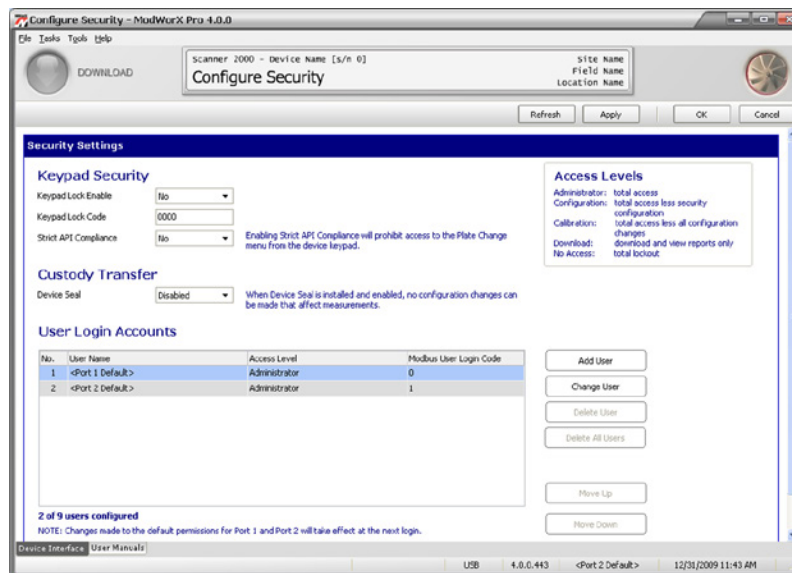 Configure Security - ModWorX Pro 4.0.0
File Tasks Tools Help
DOWNLOAD
Scanner 2000 - Device Name [s/n 0]
Configure Security
Site Name
Field Name
Location Name
Refresh Apply OK Cancel
Security Settings
Keypad Security
Keypad Lock Enable No
Keypad Lock Code 0000
Strict API Compliance No Enabling Strict API Compliance will prohibit access to the Plate Change
menu from the device keypad.
Access Levels
Administrator: total access
Configuration: total access less security
configuration
Calibration: total access less all configuration
changes
Download: download and view reports only
No Access: total lockout
Custody Transfer
Device Seal Disabled When Device Seal is installed and enabled, no configuration changes can
be made that affect measurements.
User Login Accounts
No. User Name Access Level Modbus User Login Code
1 <Port 1 Default> Administrator 0
2 <Port 2 Default> Administrator 1
Add User
Change User
Delete User
Delete All Users
Move Up
Move Down
2 of 9 users configured
NOTE: Changes made to the default permissions for Port 1 and Port 2 will take effect at the next login.
Device Interface User Manuals
USB 4.0.0.443 <Port 2 Default> 12/31/2009 11:43 AM